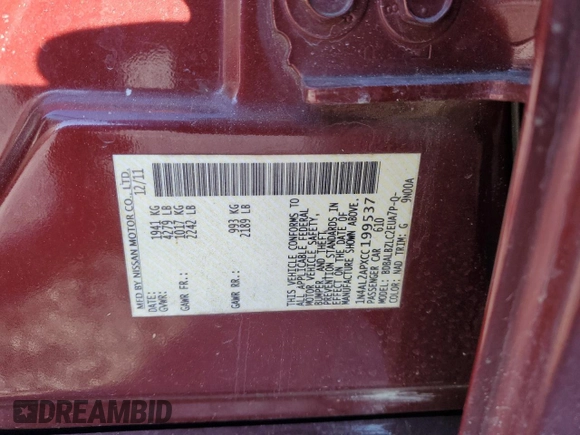 MFD BY NISSAN MOTOR CO., LTD.
DATE: 12/11
GVWR: 1941 KG
4279 LB
GAWR FR: 1017 KG
2242 LB
GAWR RR: 993 KG
2189 LB
THIS VEHICLE CONFORMS TO
ALL APPLICABLE FEDERAL
MOTOR VEHICLE SAFETY,
BUMPER, AND THEFT
PREVENTION STANDARDS IN
EFFECT ON THE DATE OF
MANUFACTURE SHOWN ABOVE.
1N4AL2APXCC199537
PASSENGER CAR
MODEL: BDBALBZL32EUA7P-Q-
COLOR: NAD TRIM: G 9N00A
DREAMBID